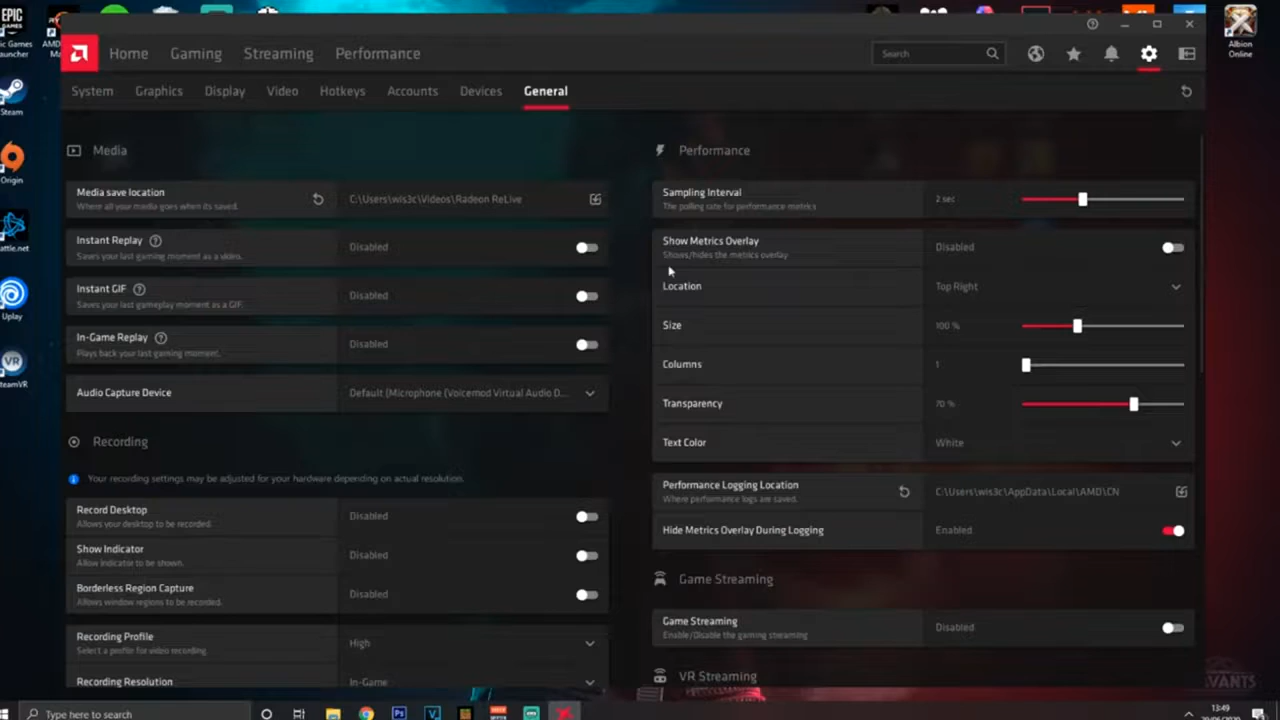 EPIC
GAMES
Launcher
Steam
Origin
Uplay
VR
Albion
Online
Home Gaming Streaming Performance
Search
System Graphics Display Video Hotkeys Accounts Devices General
Media
Media save location
Where all your media goes when its saved.
C:\Users\wis3c\Videos\Radeon ReLive
Instant Replay ?
Saves your last gaming moment as a video.
Disabled
Instant GIF ?
Saves your last gameplay moment as a GIF.
Disabled
In-Game Replay ?
Plays back your last gaming moment.
Disabled
Audio Capture Device
Default (Microphone (Voicemod Virtual Audio D...
Recording
Your recording settings may be adjusted for your hardware depending on actual resolution.
Record Desktop
Allows your desktop to be recorded.
Disabled
Show Indicator
Allow indicator to be shown.
Disabled
Borderless Region Capture
Allows window regions to be recorded.
Disabled
Recording Profile
Select a profile for video recording.
High
Recording Resolution
In-Game
Performance
Sampling Interval
The polling rate for performance metrics
2 sec
Show Metrics Overlay
Shows/hides the metrics overlay
Disabled
Location
Top Right
Size
100 %
Columns
1
Transparency
70 %
Text Color
White
Performance Logging Location
Where performance logs are saved.
C:\Users\wis3c\AppData\Local\AMD\CN
Hide Metrics Overlay During Logging
Enabled
Game Streaming
Game Streaming
Enable/Disable the gaming streaming
Disabled
VR Streaming
Type here to search
13:49